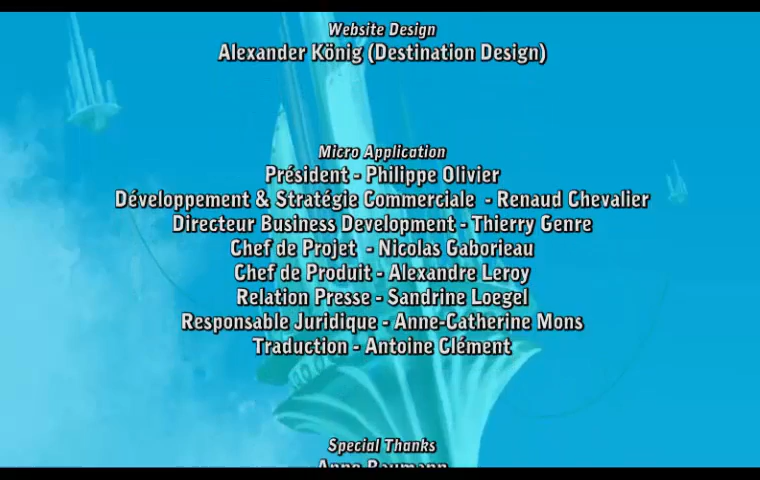 Website Design
Alexander König (Destination Design)
Micro Application
Président - Philippe Olivier
Développement & Stratégie Commerciale - Renaud Chevalier
Directeur Business Development - Thierry Genre
Chef de Projet - Nicolas Gaborieau
Chef de Produit - Alexandre Leroy
Relation Presse - Sandrine Loegel
Responsable Juridique - Anne-Catherine Mons
Traduction - Antoine Clément
Special Thanks